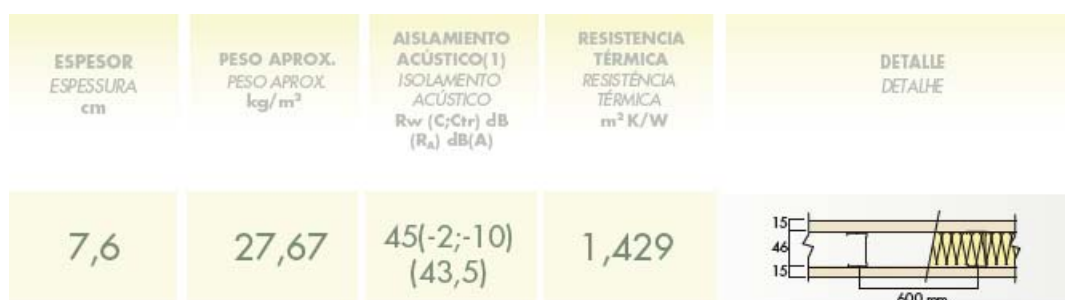 ESPESOR
ESPESSURA
cm
PESO APROX.
PESO APROX.
kg/m²
AISLAMIENTO
ACÚSTICO(1)
ISOLAMENTO
ACÚSTICO
Rw (C;Ctr) dB
(RA) dB(A)
RESISTENCIA
TÉRMICA
RESISTÉNCIA
TÉRMICA
m² K/W
DETALLE
DETALHE
7,6
27,67
45(-2;-10)
(43,5)
1,429
15
46
15
600 mm